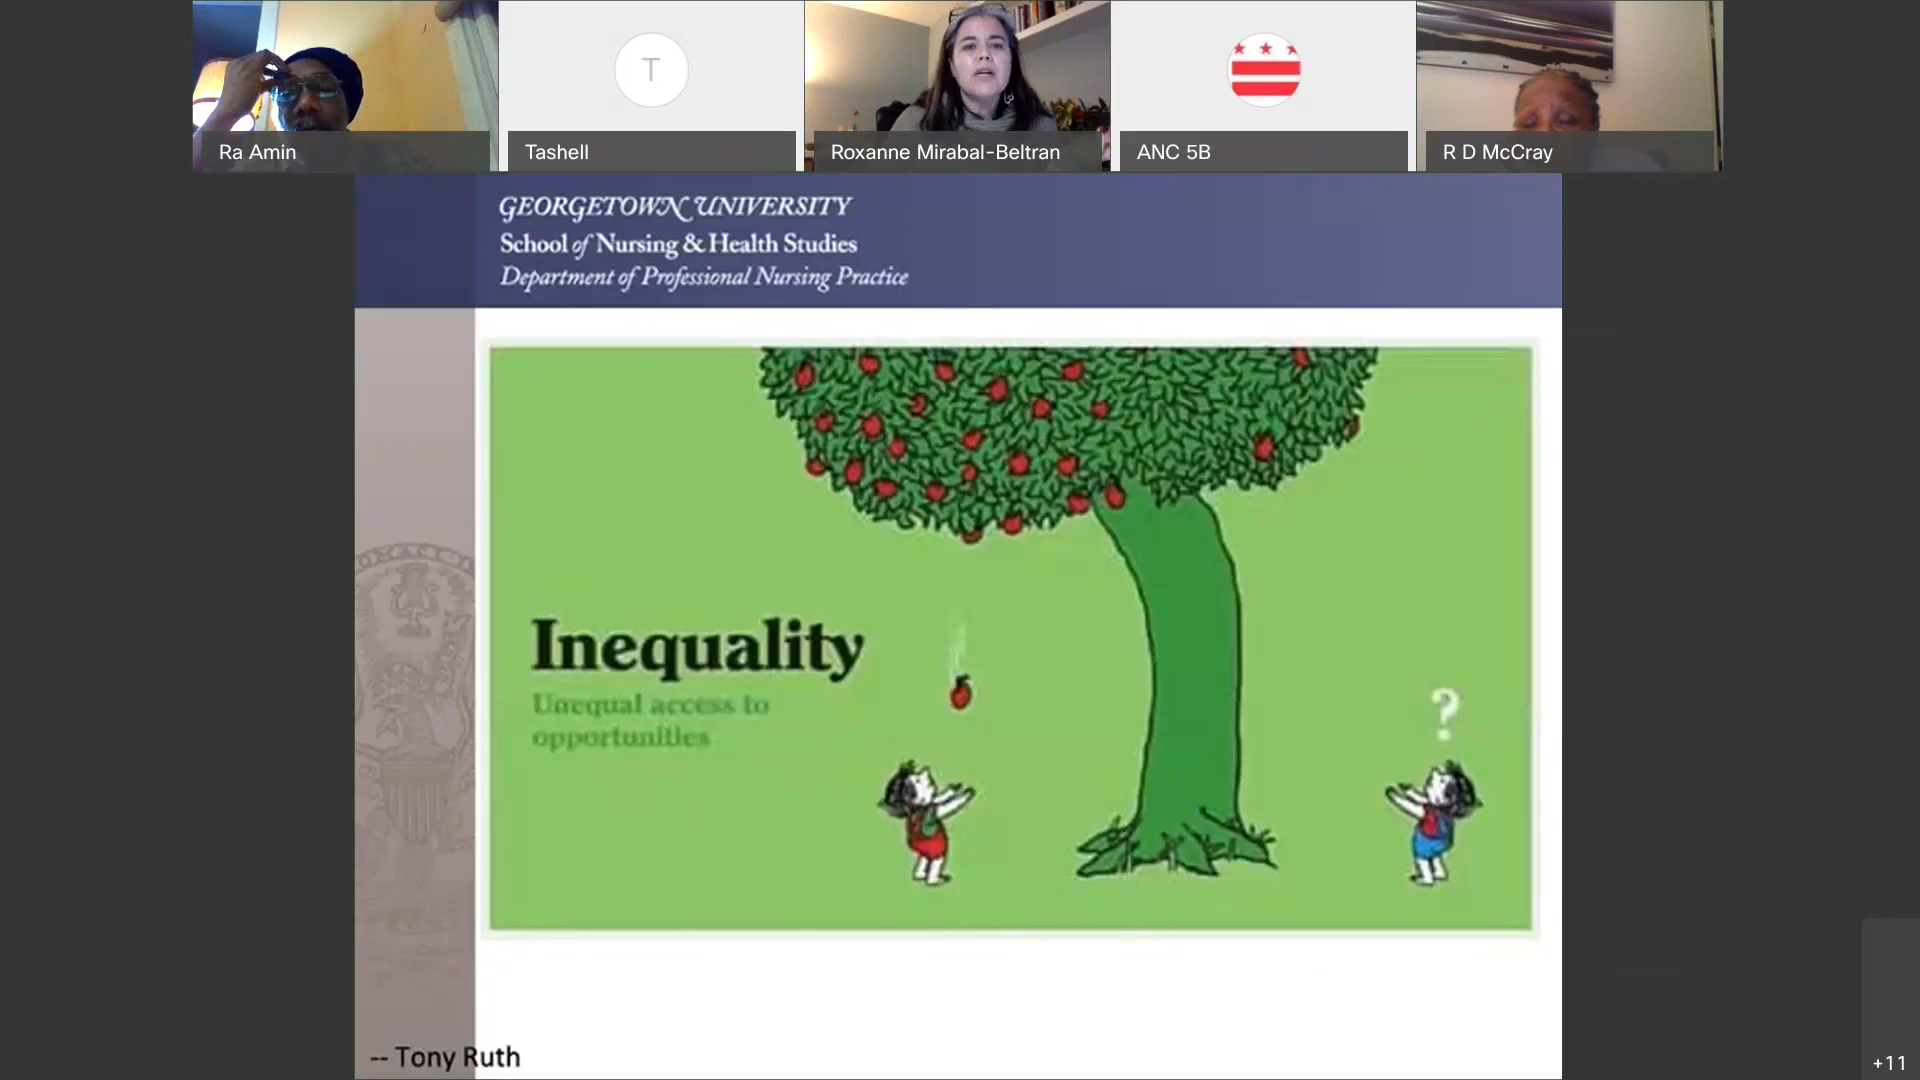 Ra Amin
T
Tashell
Roxanne Mirabal-Beltran
ANC 5B
R D McCray
GEORGETOWN UNIVERSITY
School of Nursing & Health Studies
Department of Professional Nursing Practice
Inequality
Unequal access to
opportunities
?
-- Tony Ruth
+11